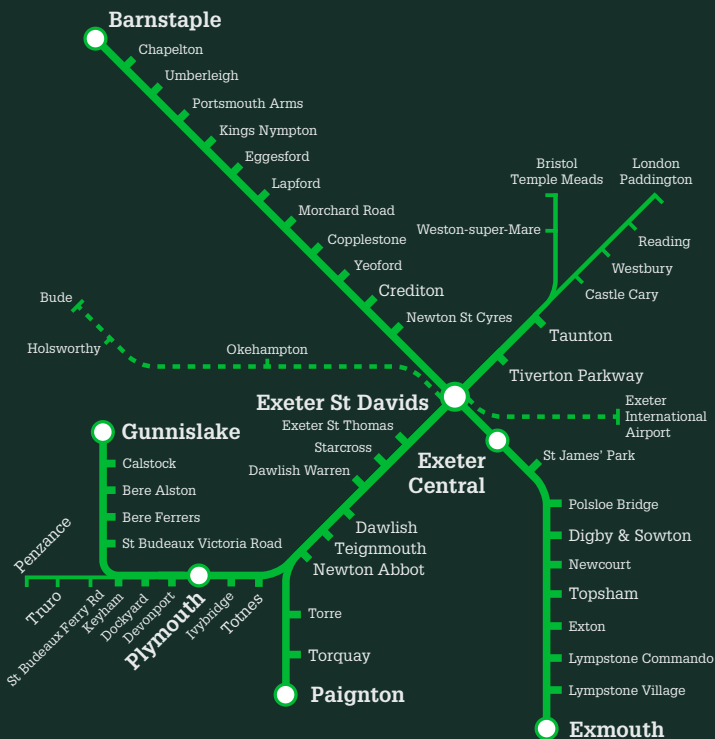 Barnstaple
Chapelton
Umberleigh
Portsmouth Arms
Kings Nympton
Eggesford
Lapford
Morchard Road
Copplestone
Yeoford
Crediton
Newton St Cyres
Bristol
Temple Meads
London
Paddington
Weston-super-Mare
Reading
Westbury
Castle Cary
Taunton
Tiverton Parkway
Bude
Holsworthy
Okehampton
Exeter St Davids
Exeter
International
Airport
Gunnislake
Calstock
Bere Alston
Bere Ferrers
St Budeaux Victoria Road
Exeter St Thomas
Starcross
Dawlish Warren
Exeter
Central
St James' Park
Polsloe Bridge
Digby & Sowton
Newcourt
Topsham
Exton
Lympstone Commando
Lympstone Village
Exmouth
Dawlish
Teignmouth
Newton Abbot
Penzance
Truro
St Budeaux Ferry Rd
Keyham
Dockyard
Devonport
Plymouth
Ivybridge
Totnes
Torre
Torquay
Paignton